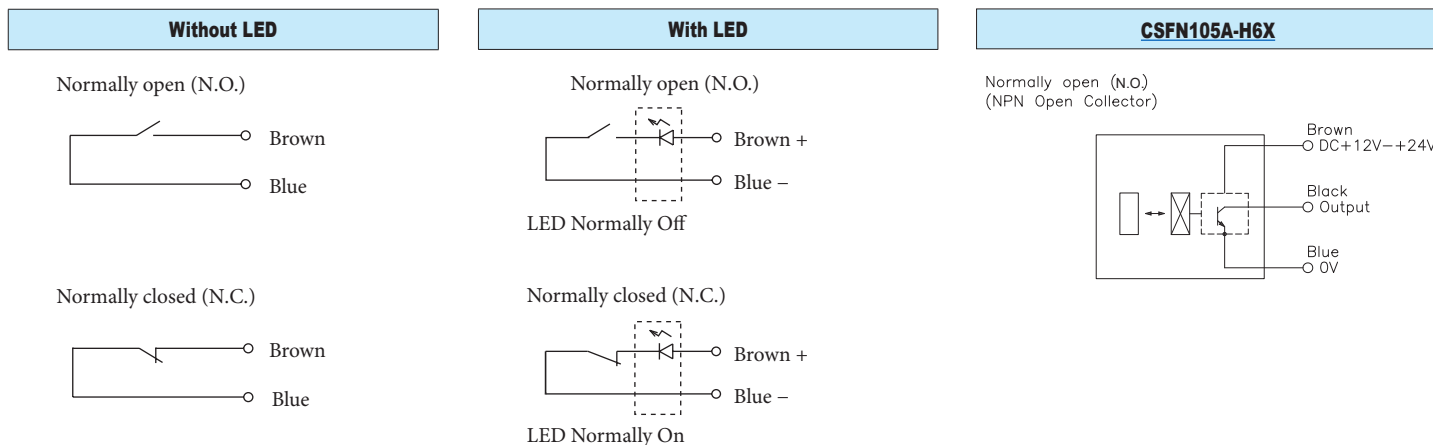 Without LED
Normally open (N.O.)
Brown
Blue
Normally closed (N.C.)
Brown
Blue
With LED
Normally open (N.O.)
Brown +
Blue –
LED Normally Off
Normally closed (N.C.)
Brown +
Blue –
LED Normally On
CSFN105A-H6X
Normally open (N.O.)
(NPN Open Collector)
Brown
DC+12V-+24V
Black
Output
Blue
0V